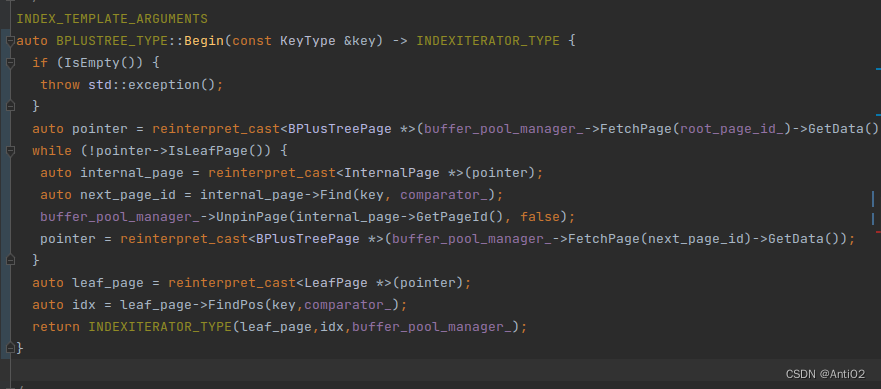 INDEX_TEMPLATE_ARGUMENTS
auto BPLUSTREE_TYPE::Begin(const KeyType &key) -> INDEXITERATOR_TYPE {
  if (IsEmpty()) {
   throw std::exception();
  }
  auto pointer = reinterpret_cast<BPlusTreePage *>(buffer_pool_manager_->FetchPage(root_page_id_)->GetData()
  while (!pointer->IsLeafPage()) {
   auto internal_page = reinterpret_cast<InternalPage *>(pointer);
   auto next_page_id = internal_page->Find(key, comparator_);
   buffer_pool_manager_->UnpinPage(internal_page->GetPageId(), false);
   pointer = reinterpret_cast<BPlusTreePage *>(buffer_pool_manager_->FetchPage(next_page_id)->GetData());
  }
  auto leaf_page = reinterpret_cast<LeafPage *>(pointer);
  auto idx = leaf_page->FindPos(key,comparator_);
  return INDEXITERATOR_TYPE(leaf_page,idx,buffer_pool_manager_);
}
CSDN @AntiO2